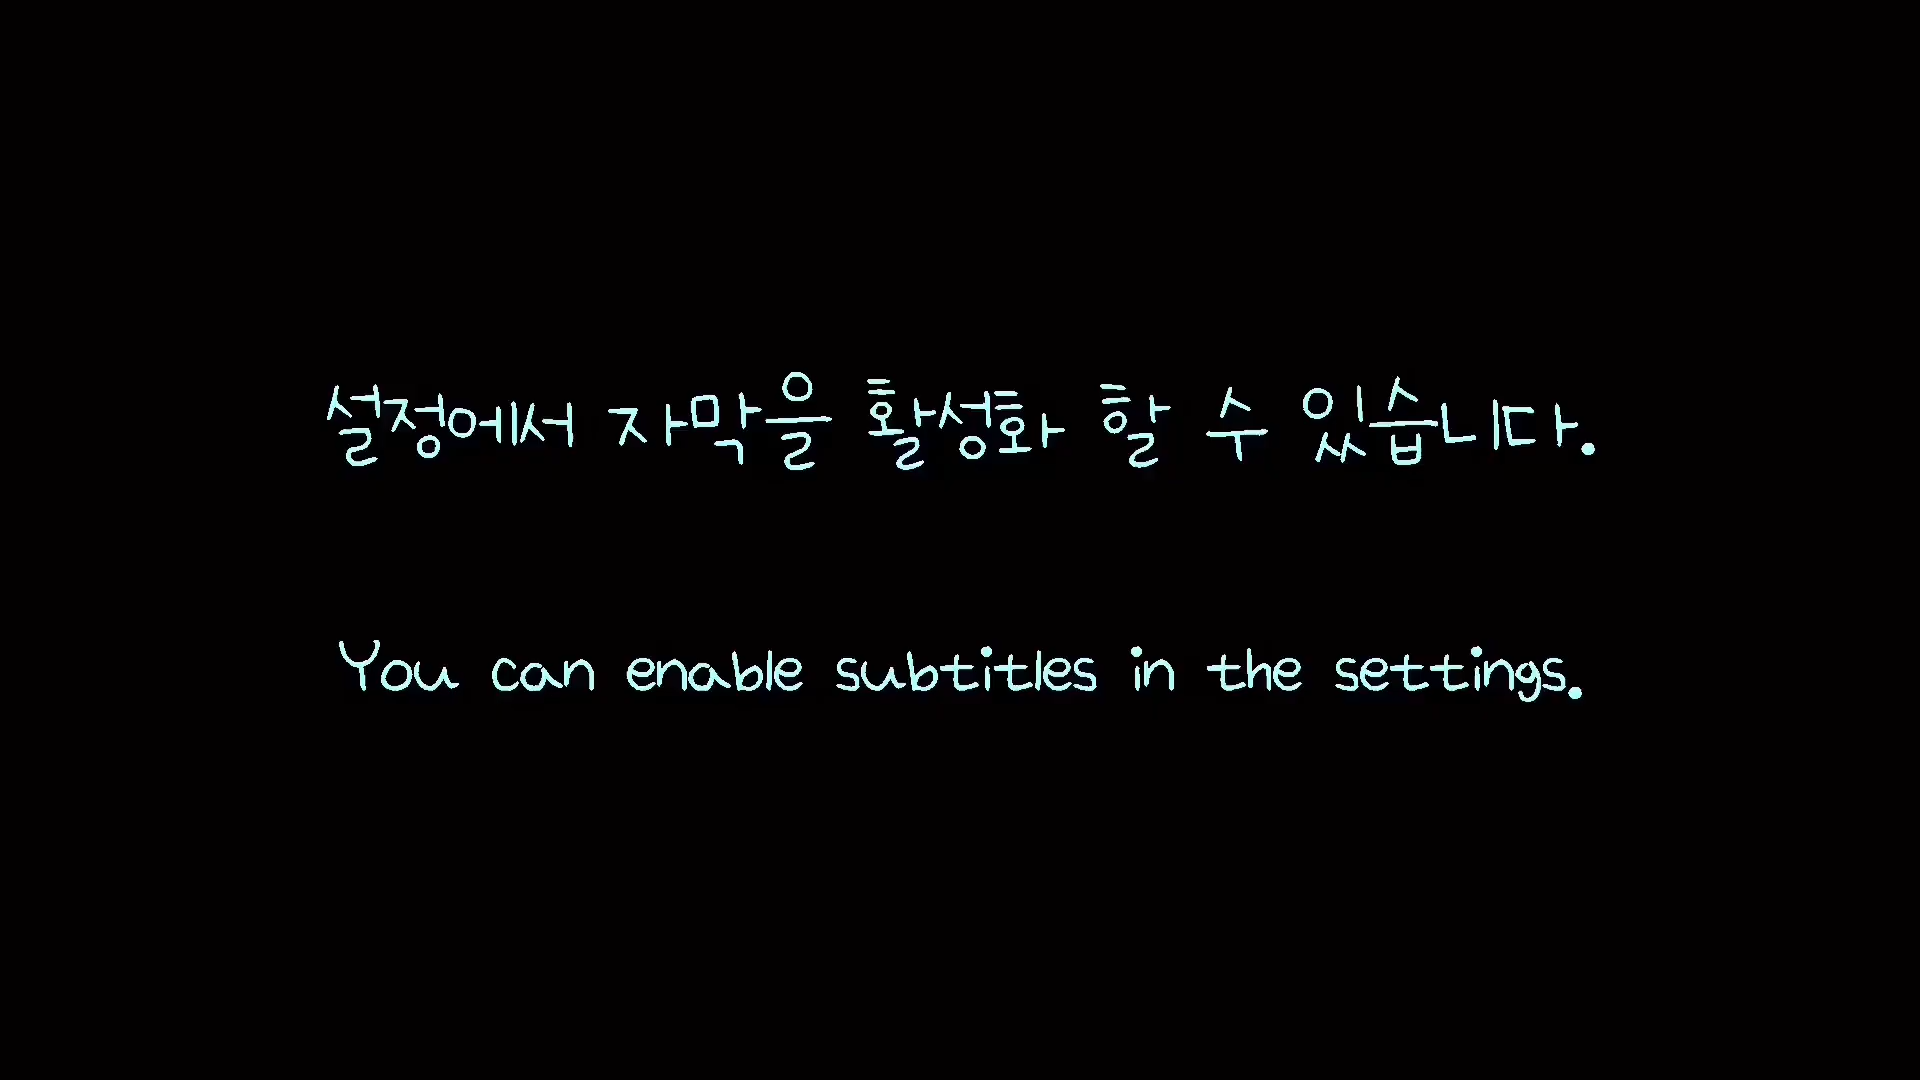 설정에서 자막을 활성화 할 수 있습니다.
You can enable subtitles in the settings.